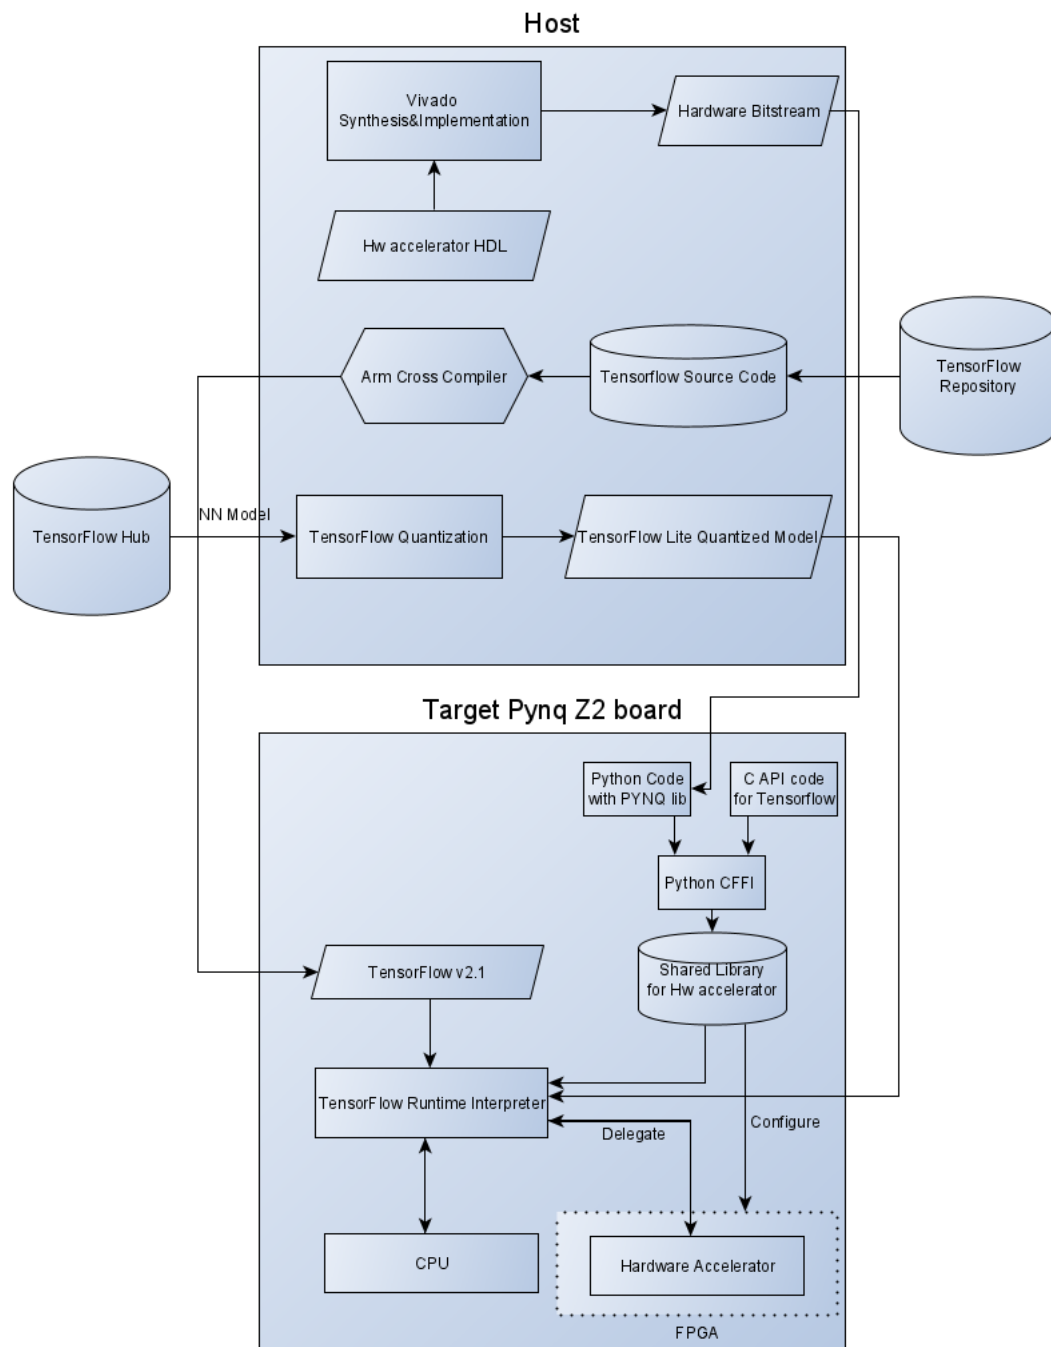 Host
Vivado
Synthesis&Implementation
Hardware Bitstream
Hw accelerator HDL
Arm Cross Compiler
Tensorflow Source Code
TensorFlow
Repository
TensorFlow Hub
NN Model
TensorFlow Quantization
TensorFlow Lite Quantized Model
Target Pynq Z2 board
Python Code
with PYNQ lib
C API code
for Tensorflow
Python CFFI
TensorFlow v2.1
Shared Library
for Hw accelerator
TensorFlow Runtime Interpreter
Delegate
Configure
CPU
Hardware Accelerator
FPGA